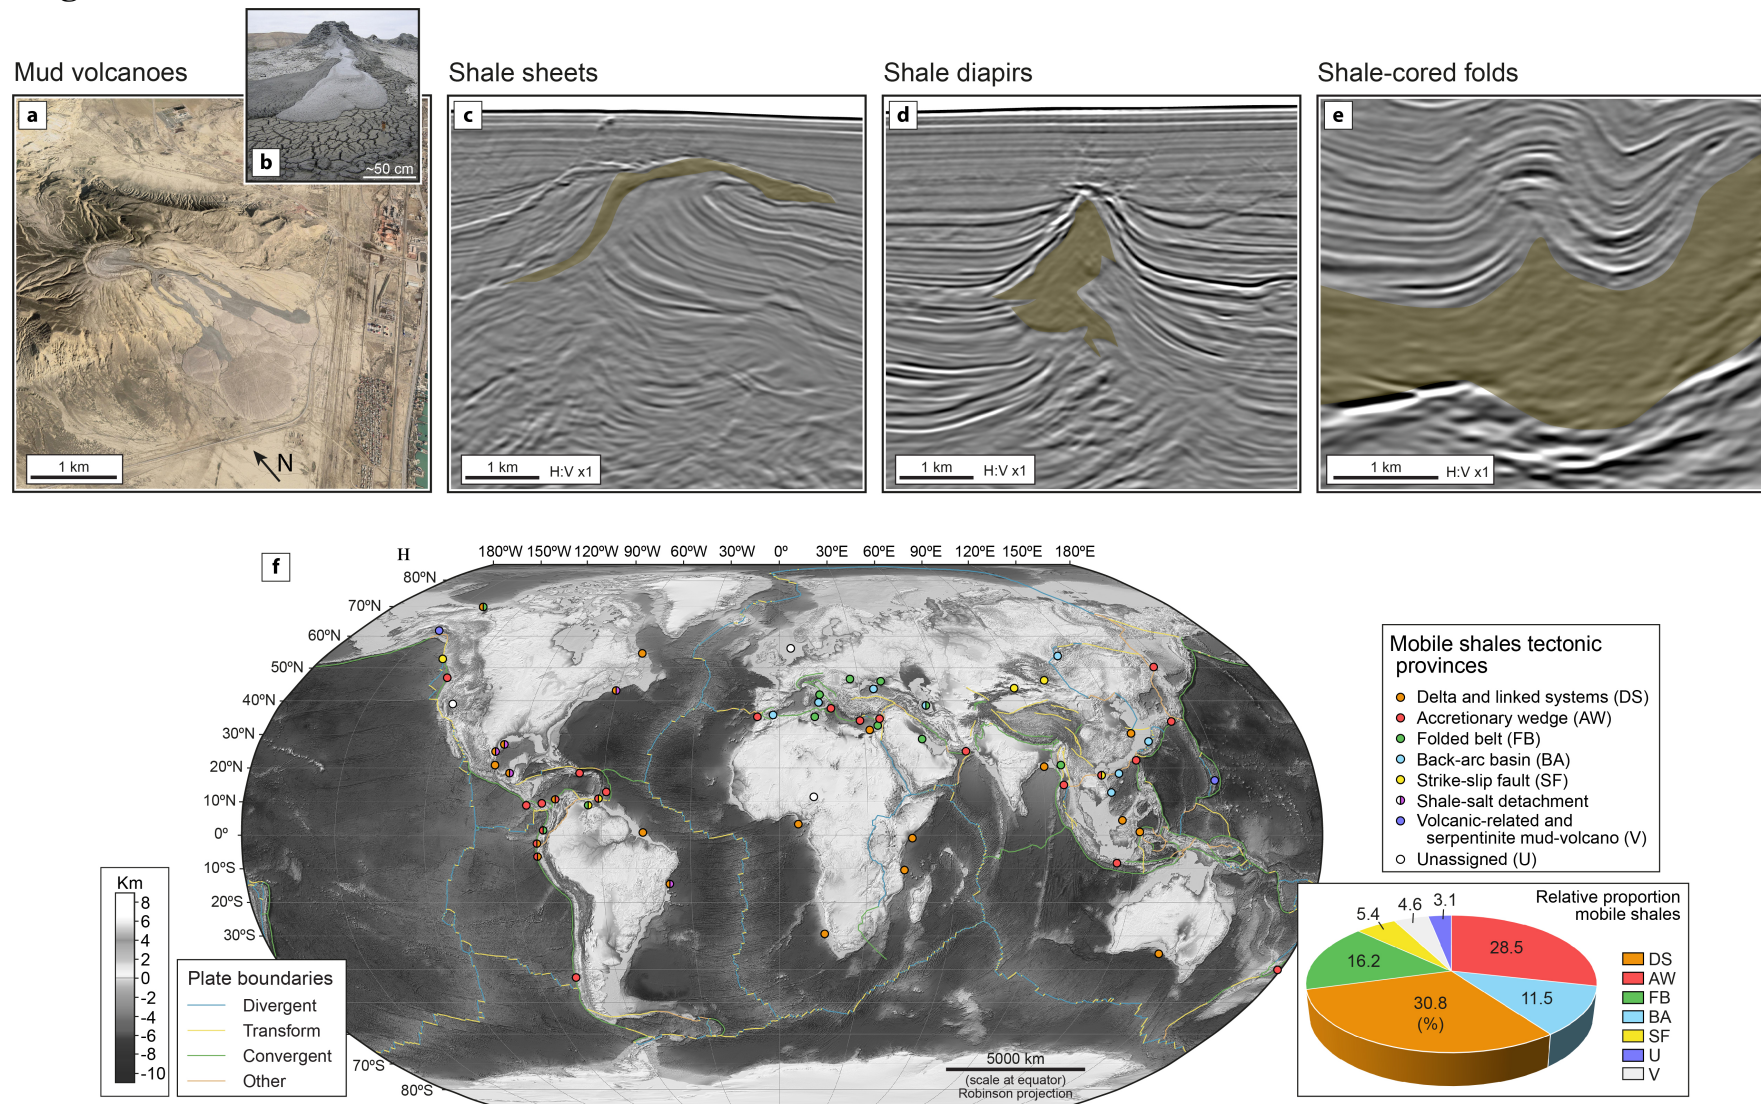 Mud volcanoes
a
b
~50 cm
1 km
N
Shale sheets
c
1 km
H:V x1
Shale diapirs
d
1 km
H:V x1
Shale-cored folds
e
1 km
H:V x1
f
H
180ºW 150ºW 120ºW 90ºW 60ºW 30ºW 0º 30ºE 60ºE 90ºE 120ºE 150ºE 180ºE
80ºN
70ºN
60ºN
50ºN
40ºN
30ºN
20ºN
10ºN
0º
10ºS
20ºS
30ºS
70ºS
80ºS
Km
8
6
4
2
0
-2
-4
-6
-8
-10
Plate boundaries
Divergent
Transform
Convergent
Other
5000 km
(scale at equator)
Robinson projection
Mobile shales tectonic
provinces
Delta and linked systems (DS)
Accretionary wedge (AW)
Folded belt (FB)
Back-arc basin (BA)
Strike-slip fault (SF)
Shale-salt detachment
Volcanic-related and
serpentinite mud-volcano (V)
Unassigned (U)
Relative proportion
mobile shales
5.4
4.6
3.1
28.5
16.2
11.5
30.8
(%)
DS
AW
FB
BA
SF
U
V